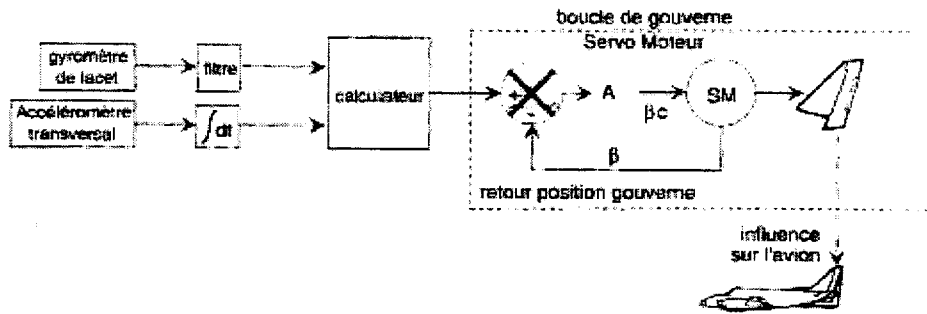 boucle de gouverne
Servo Moteur
gyromètre
de lacet
filtre
calculateur
Accéléromètre
transversal
∫dt
+
-
A
βc
SM
β
retour position gouverne
influence
sur l'avion